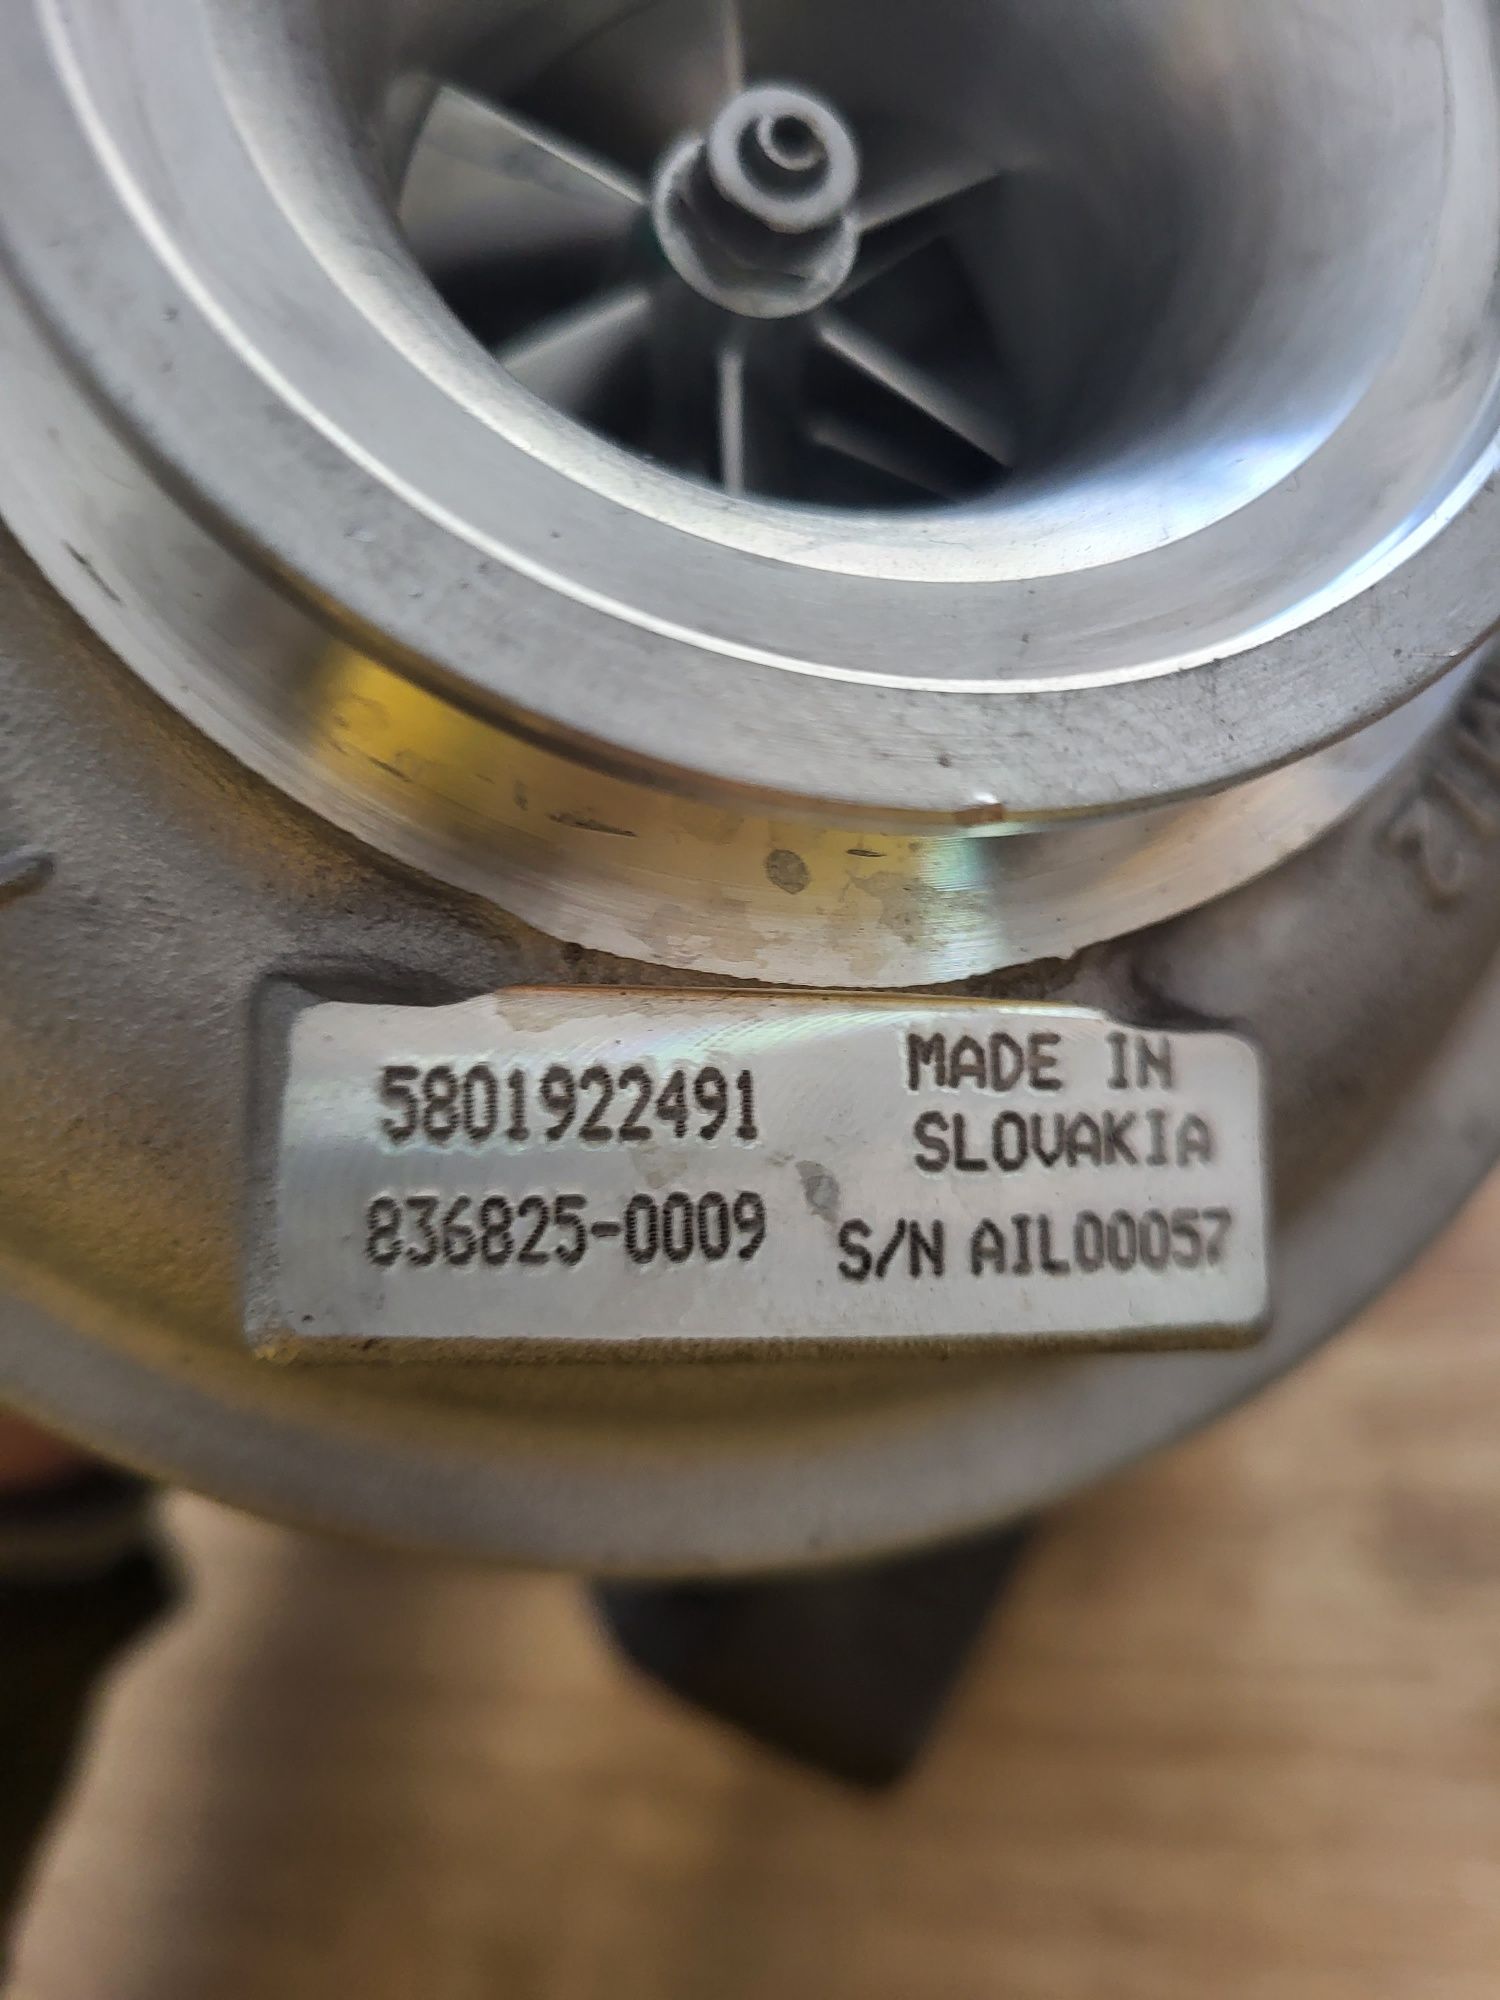 5801922491
836825-0009
MADE IN
SLOVAKIA
S/N AIL00057